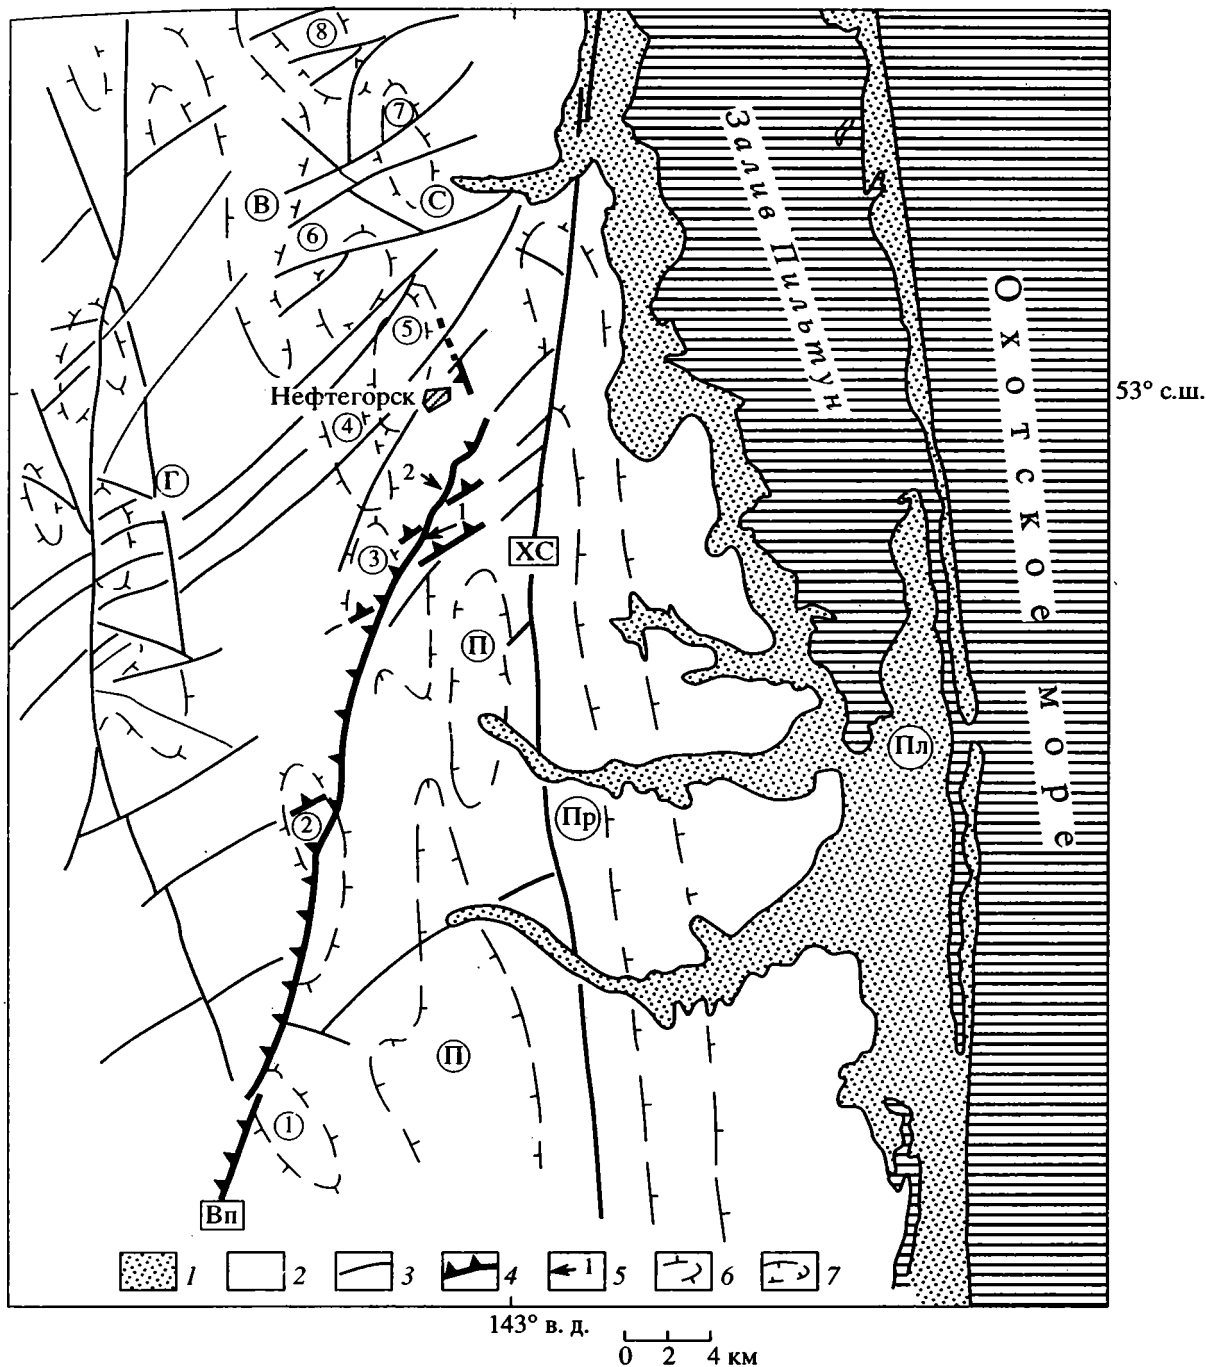 8
7
В
С
6
5
Залив Пильтун
Охотское море
Нефтегорск
53° с.ш.
4
Г
2
1
3
ХС
П
Пл
2
Пр
П
1
Вп
1 2 3 4 1 5 6 7
143° в. д.
0 2 4 км